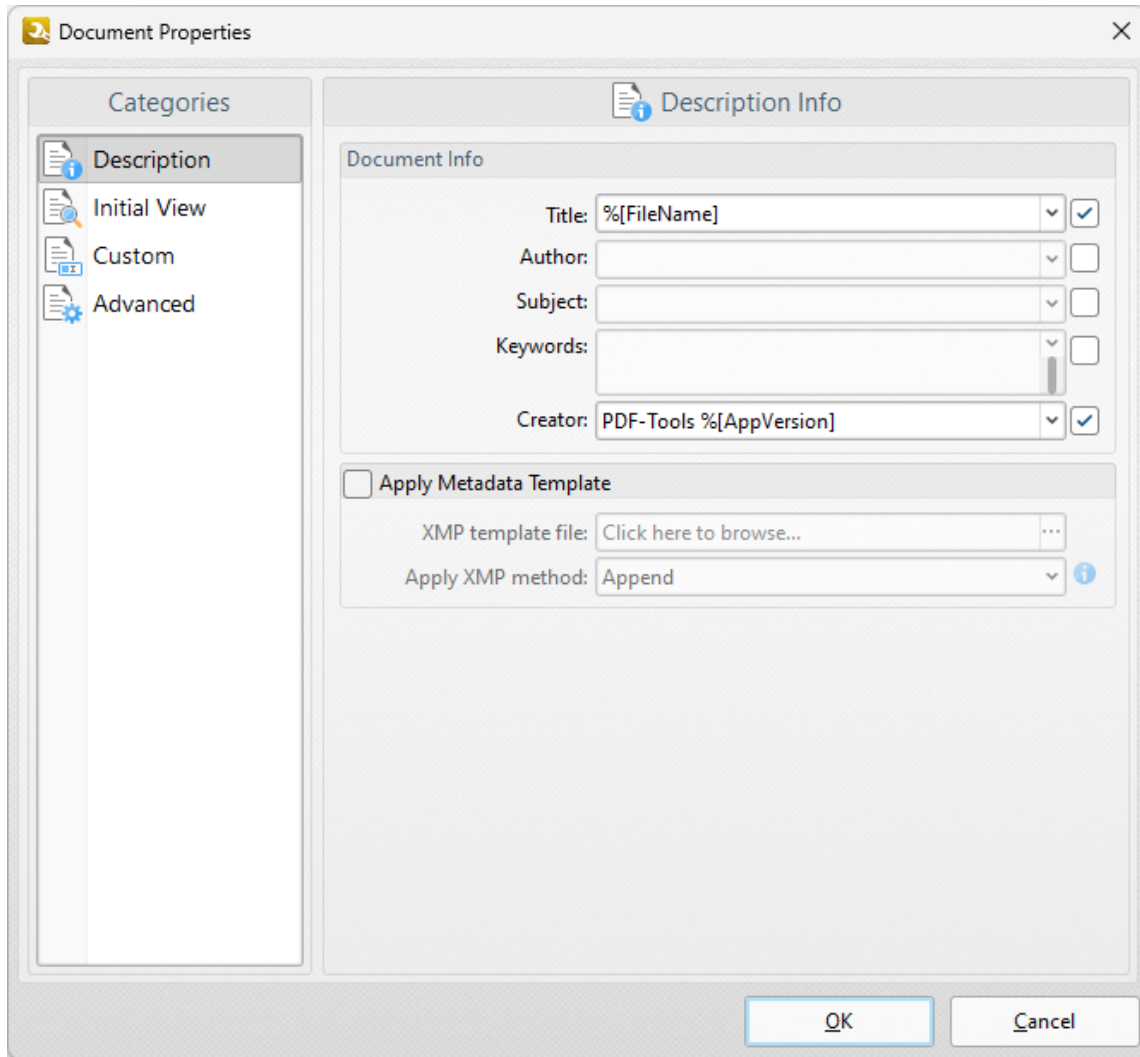 Document Properties
Categories
Description
Initial View
Custom
Advanced
Description Info
Document Info
Title: %[FileName]
Author:
Subject:
Keywords:
Creator: PDF-Tools %[AppVersion]
Apply Metadata Template
XMP template file: Click here to browse...
Apply XMP method: Append
OK Cancel